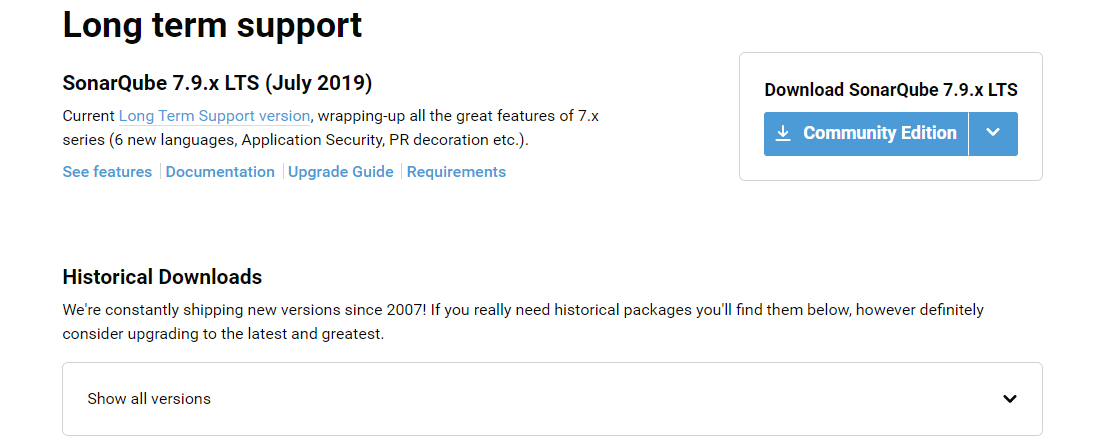 Long term support
SonarQube 7.9.x LTS (July 2019)
Current Long Term Support version, wrapping-up all the great features of 7.x
series (6 new languages, Application Security, PR decoration etc.).
See features
Documentation
Upgrade Guide
Requirements
Download SonarQube 7.9.x LTS
Community Edition
Historical Downloads
We're constantly shipping new versions since 2007! If you really need historical packages you'll find them below, however definitely
consider upgrading to the latest and greatest.
Show all versions